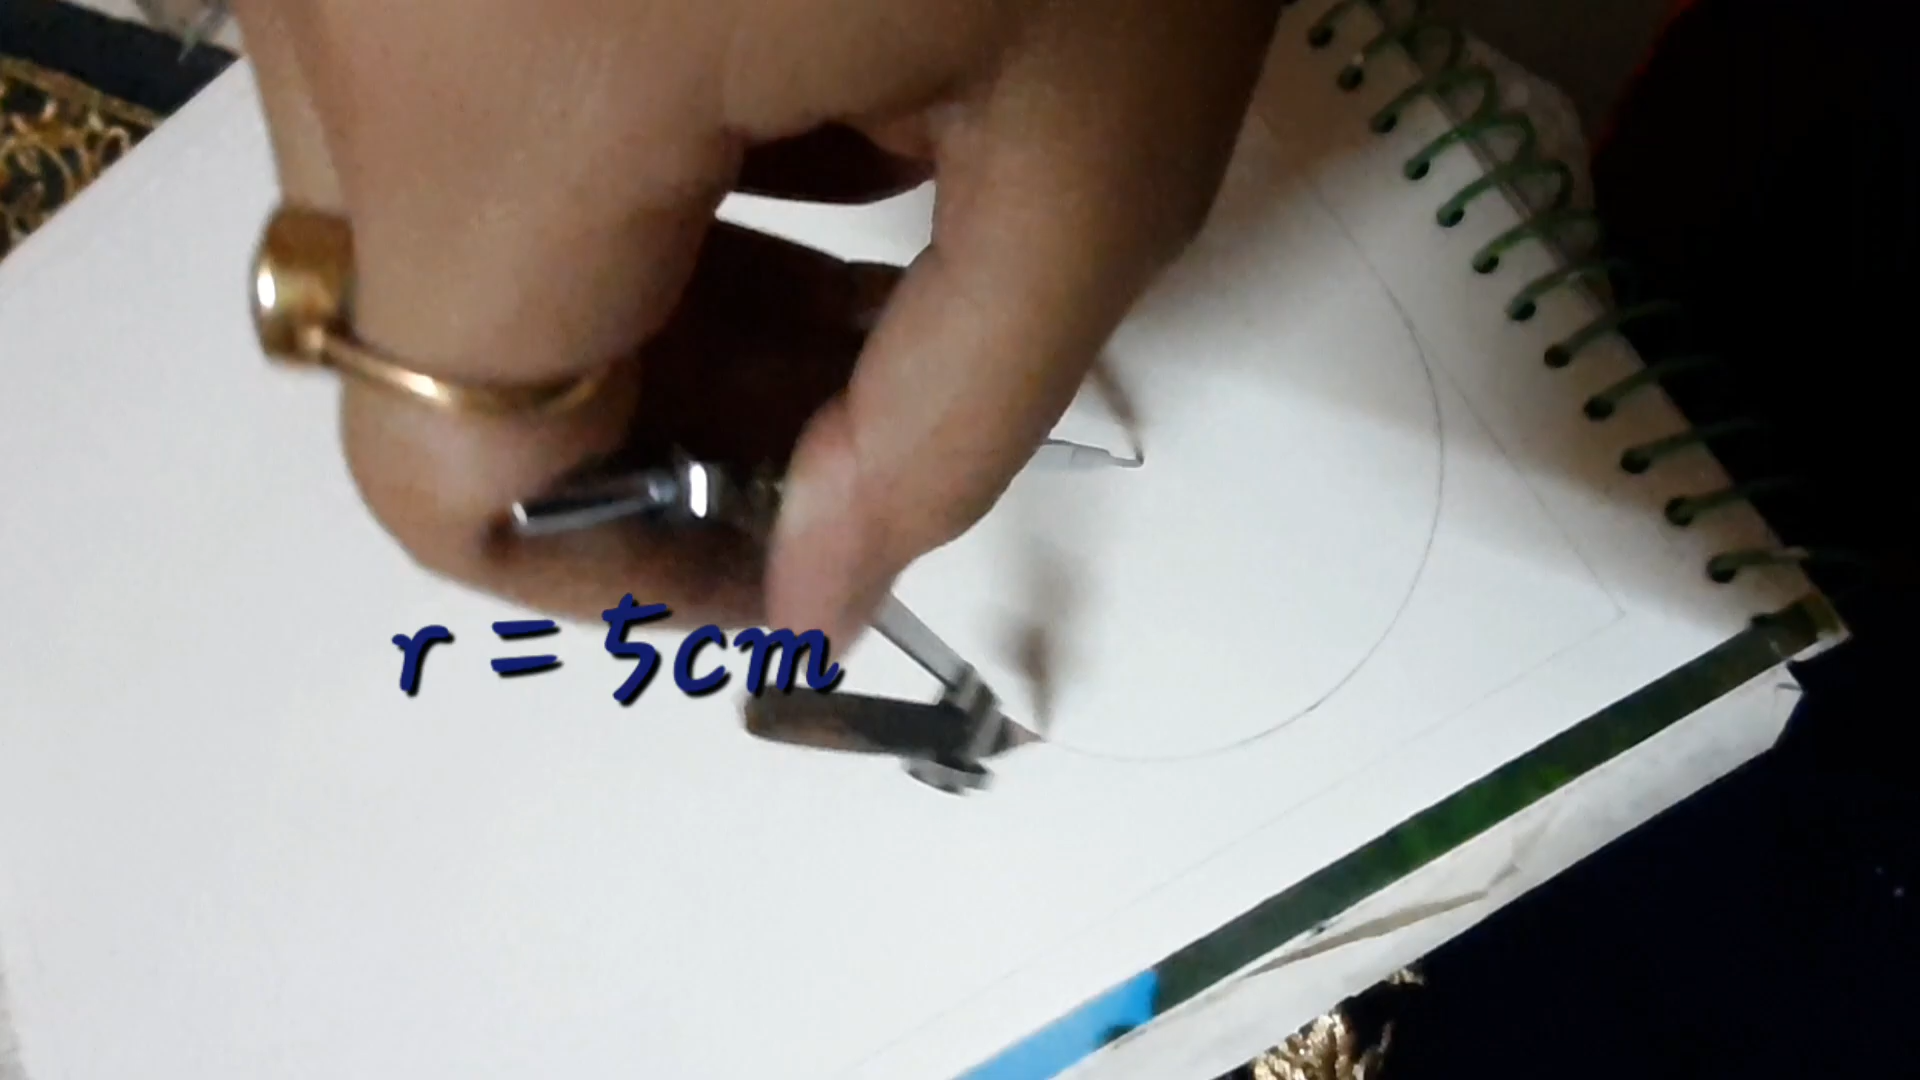 r = 5cm